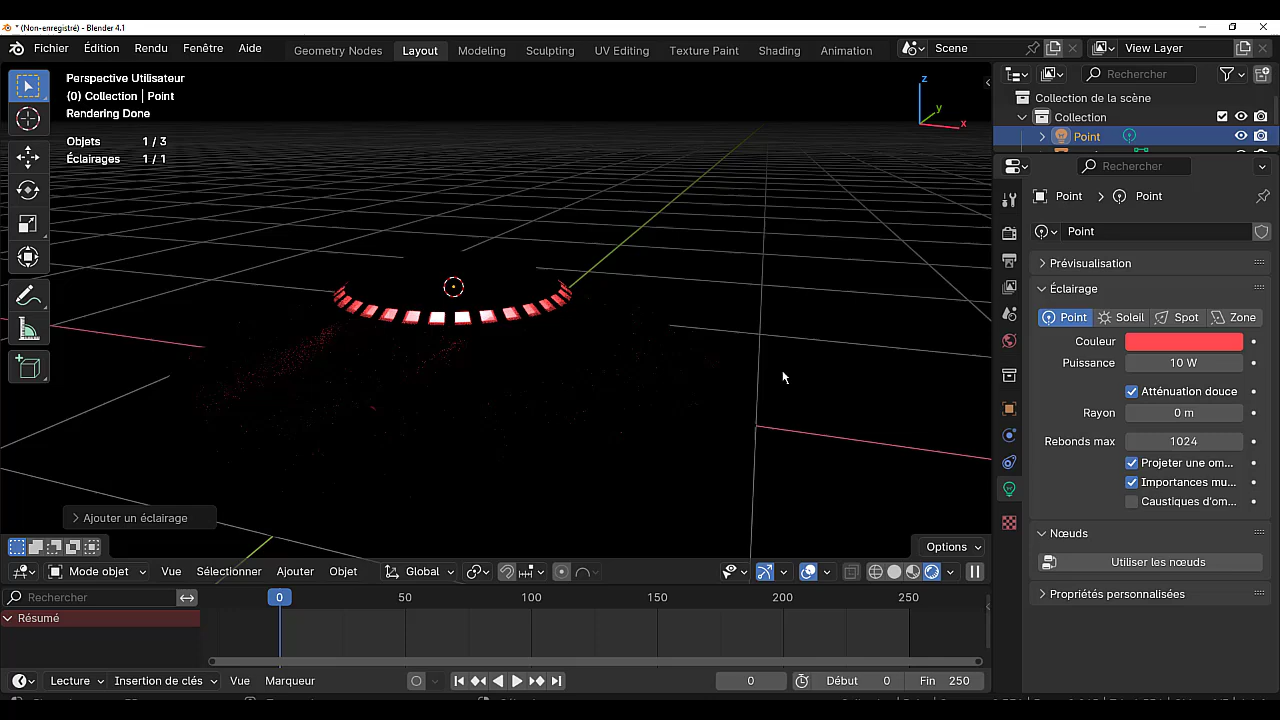 * (Non-enregistré) - Blender 4.1
Fichier Édition Rendu Fenêtre Aide Geometry Nodes Layout Modeling Sculpting UV Editing Texture Paint Shading Animation Scene View Layer
Perspective Utilisateur
(0) Collection | Point
Rendering Done
Objets 1 / 3
Éclairages 1 / 1
z
y
x
Rechercher
Collection de la scène
Collection
Point
Rechercher
Point Point
Point
Prévisualisation
Éclairage
Point Soleil Spot Zone
Couleur
Puissance 10 W
Atténuation douce
Rayon 0 m
Rebonds max 1024
Projeter une om...
Importances mu...
Caustiques d'om...
Nœuds
Utiliser les nœuds
Propriétés personnalisées
Ajouter un éclairage
Options
Mode objet Vue Sélectionner Ajouter Objet Global
Rechercher 0 50 100 150 200 250
Résumé
Lecture Insertion de clés Vue Marqueur 0 Début 0 Fin 250